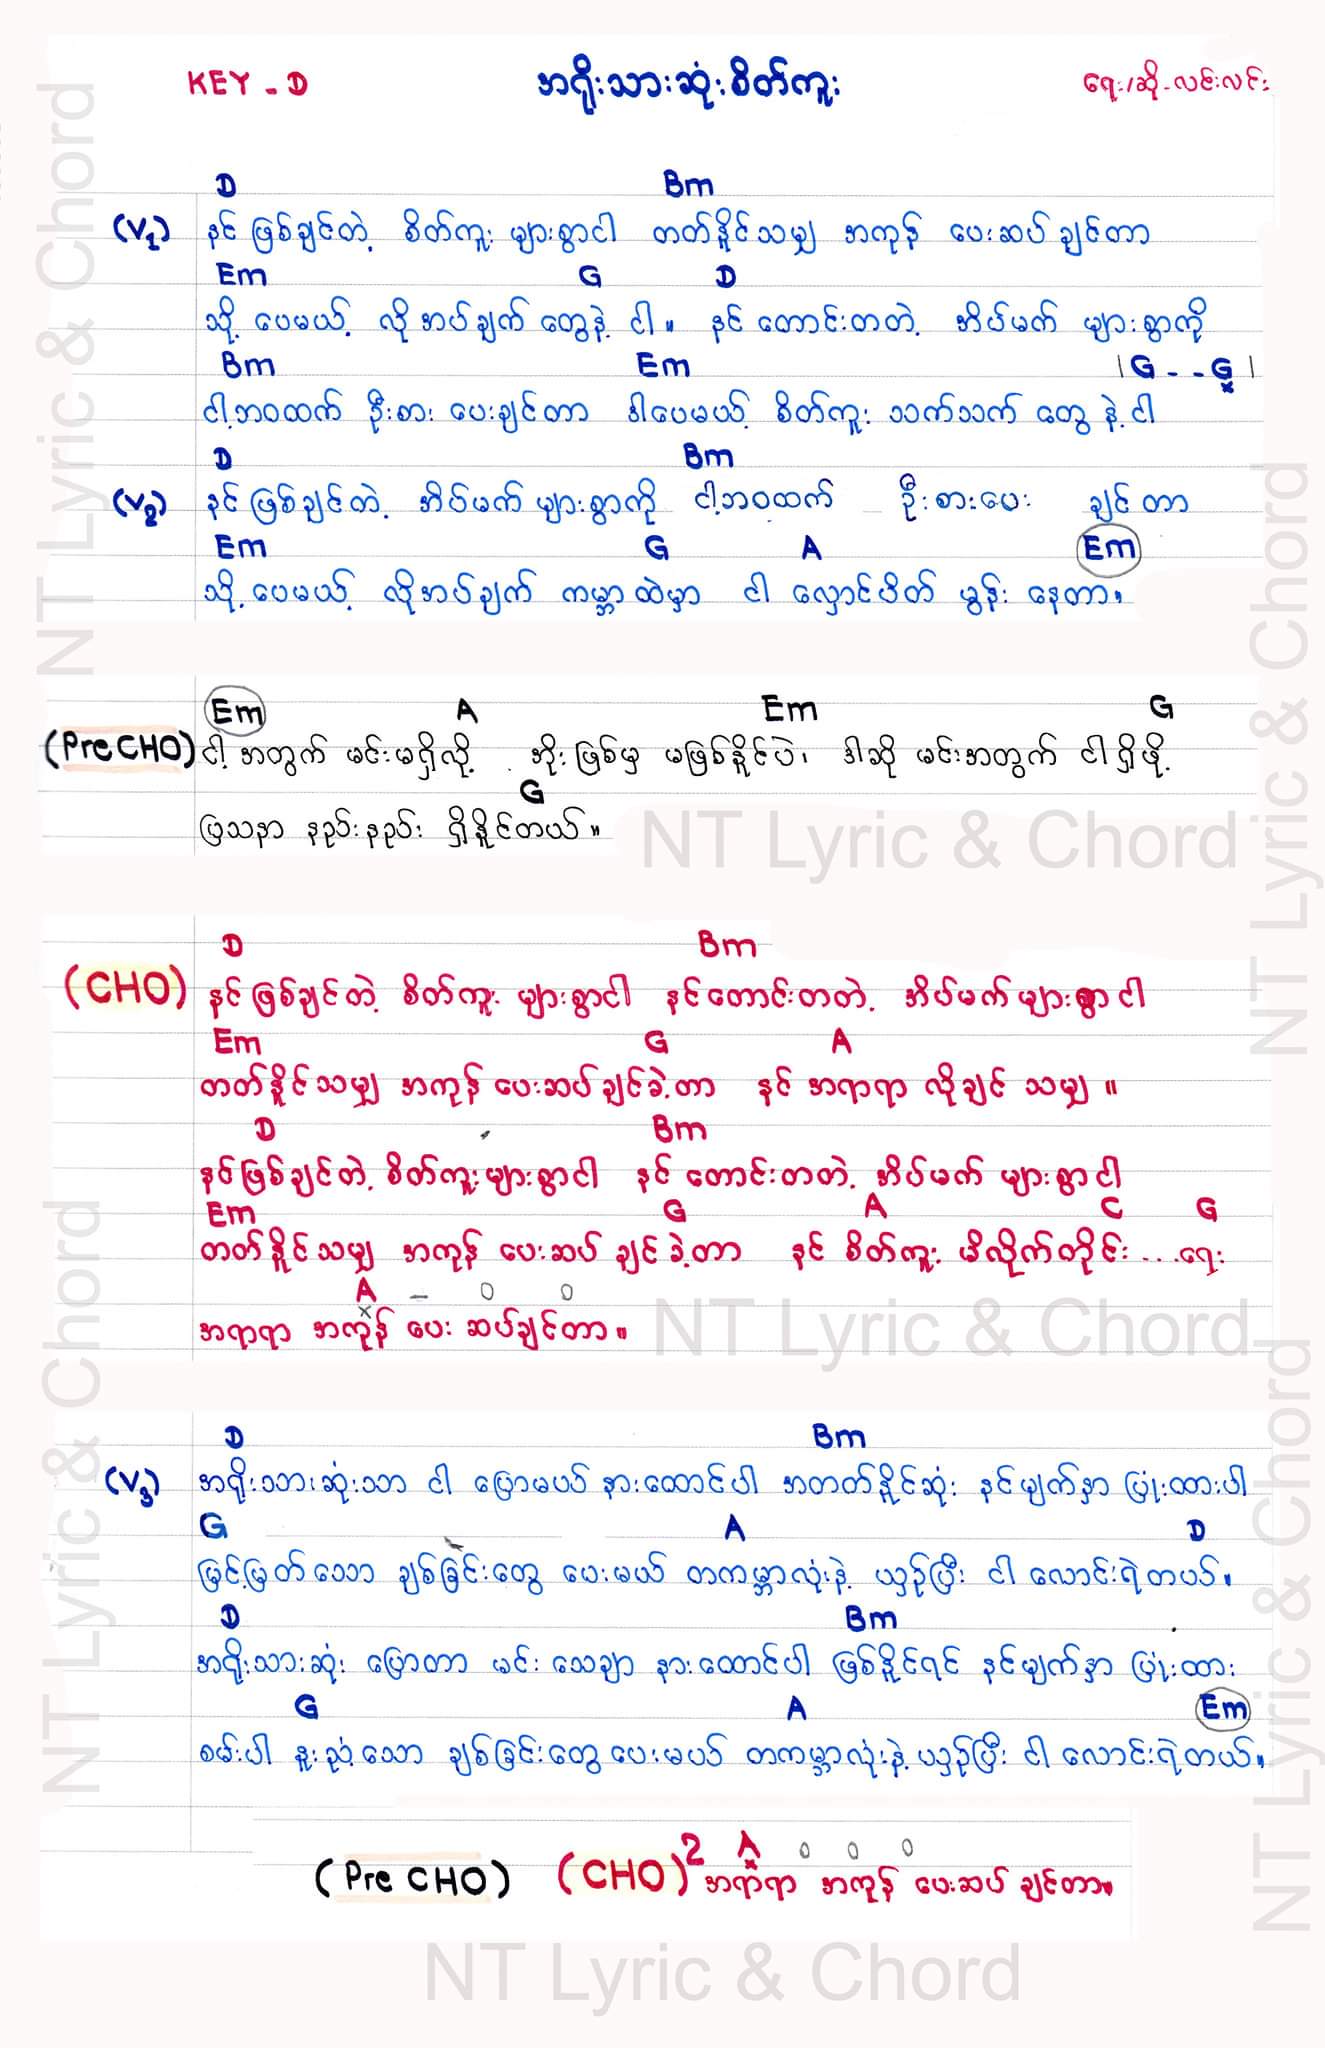 KEY - D
အရိုးသားဆုံးစိတ်ကူး
ရေး/ဆို - လင်းလင်း
D Bm
(V1) နင်ဖြစ်ချင်တဲ့ စိတ်ကူး များစွာငါ တတ်နိူင်သမျှ အကုန် ပေးဆပ်ချင်တာ
Em G D
သို့ပေမယ့် လိုအပ်ချက်တွေနဲ့ ငါ။ နင်တောင်းတတဲ့ အိပ်မက် များစွာကို
Bm Em |G - - G|
ငါ့ဘဝထက် ဦးစား ပေးချင်တာ ဒါပေမယ့် စိတ်ကူး သက်သက် တွေနဲ့ ငါ
D Bm
(V2) နင်ဖြစ်ချင်တဲ့ အိပ်မက်များစွာကို ငါ့ဘဝထက် ဦးစားပေး ချင်တာ
Em G A Em
သို့ပေမယ့် လိုအပ်ချက် ကမ္ဘာထဲမှာ ငါ လှောင်ပိတ် မွန်း နေတာ။
Em A Em G
(Pre CHO) ငါ့အတွက် မင်းမရှိလို့ အိုးဖြစ်မှ မဖြစ်နိူင်ပဲ၊ ဒါဆို မင်းအတွက် ငါရှိဖို့
G
ပြသနာ နည်းနည်း ရှိနိူင်တယ်။
NT Lyric & Chord
D Bm
(CHO) နင်ဖြစ်ချင်တဲ့ စိတ်ကူး များစွာငါ နင်တောင်းတတဲ့ အိပ်မက်များစွာငါ
Em G A
တတ်နိူင်သမျှ အကုန်ပေးဆပ်ချင်ခဲ့တာ နင် အရာရာ လိုချင် သမျှ ။
D Bm
နင်ဖြစ်ချင်တဲ့ စိတ်ကူးများစွာငါ နင်တောင်းတတဲ့ အိပ်မက် များစွာငါ
Em G A C G
တတ်နိူင်သမျှ အကုန် ပေးဆပ် ချင်ခဲ့တာ နင် စိတ်ကူး မိလိုက်တိုင်း ...ရေး
A
အရာရာ အကုန် ပေး ဆပ်ချင်တာ။
NT Lyric & Chord
D Bm
(V3) အရိုးသားဆုံးသာ ငါ ပြောမယ် နားထောင်ပါ အတတ်နိူင်ဆုံး နင်မျက်နှာ ပြုံးထားပါ
G A D
မြင့်မြတ်သော ချစ်ခြင်းတွေ ပေးမယ် တကမ္ဘာလုံးနဲ့ ယှဉ်ပြီး ငါ လောင်းရဲတယ်။
D Bm
အရိုးသားဆုံး ပြောတာ မင်း သေချာ နားထောင်ပါ ဖြစ်နိူင်ရင် နင်မျက်နှာ ပြုံးထား
G A Em
စမ်းပါ နူးညံ့သော ချစ်ခြင်းတွေပေးမယ် တကမ္ဘာလုံးနဲ့ ယှဉ်ပြီး ငါ လောင်းရဲတယ်။
(Pre CHO) (CHO)2 A အရာရာ အကုန် ပေးဆပ် ချင်တာ။
NT Lyric & Chord
NT Lyric & Chord
NT Lyric & Chord
NT Lyric & Chord
NT Lyric & Chord
NT Lyric & Chord